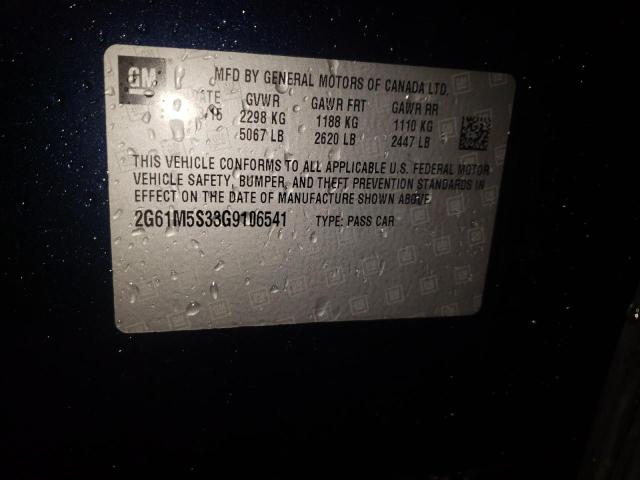 GM
MFD BY GENERAL MOTORS OF CANADA LTD.
DATE GVWR GAWR FRT GAWR RR
/15 2298 KG 1188 KG 1110 KG
5067 LB 2620 LB 2447 LB
THIS VEHICLE CONFORMS TO ALL APPLICABLE U.S. FEDERAL MOTOR
VEHICLE SAFETY, BUMPER, AND THEFT PREVENTION STANDARDS IN
EFFECT ON THE DATE OF MANUFACTURE SHOWN ABOVE.
2G61M5S33G9106541 TYPE: PASS CAR